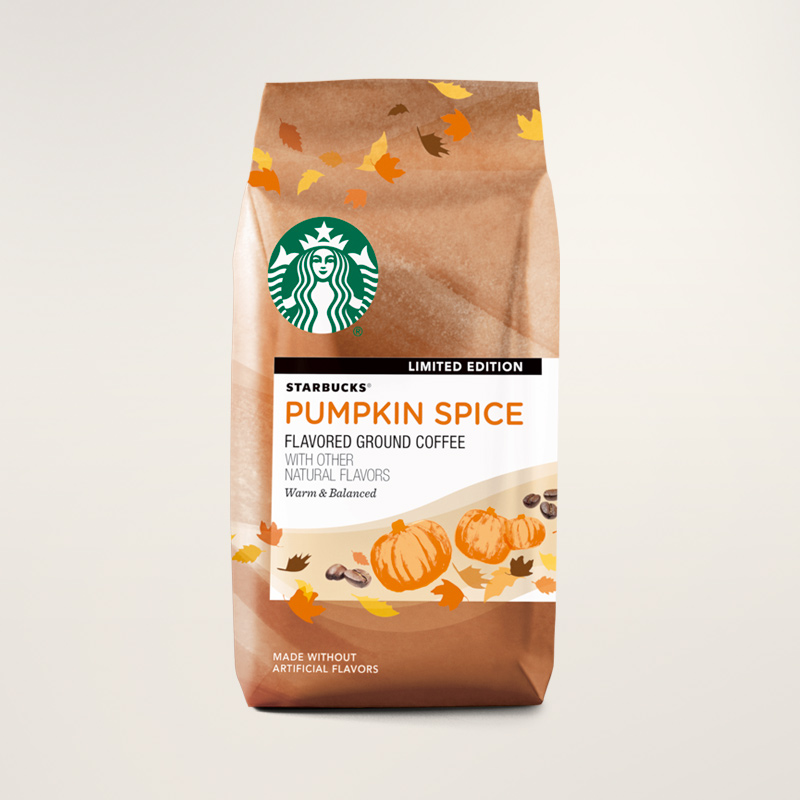 LIMITED EDITION
STARBUCKS®
PUMPKIN SPICE
FLAVORED GROUND COFFEE
WITH OTHER
NATURAL FLAVORS
Warm & Balanced
MADE WITHOUT
ARTIFICIAL FLAVORS